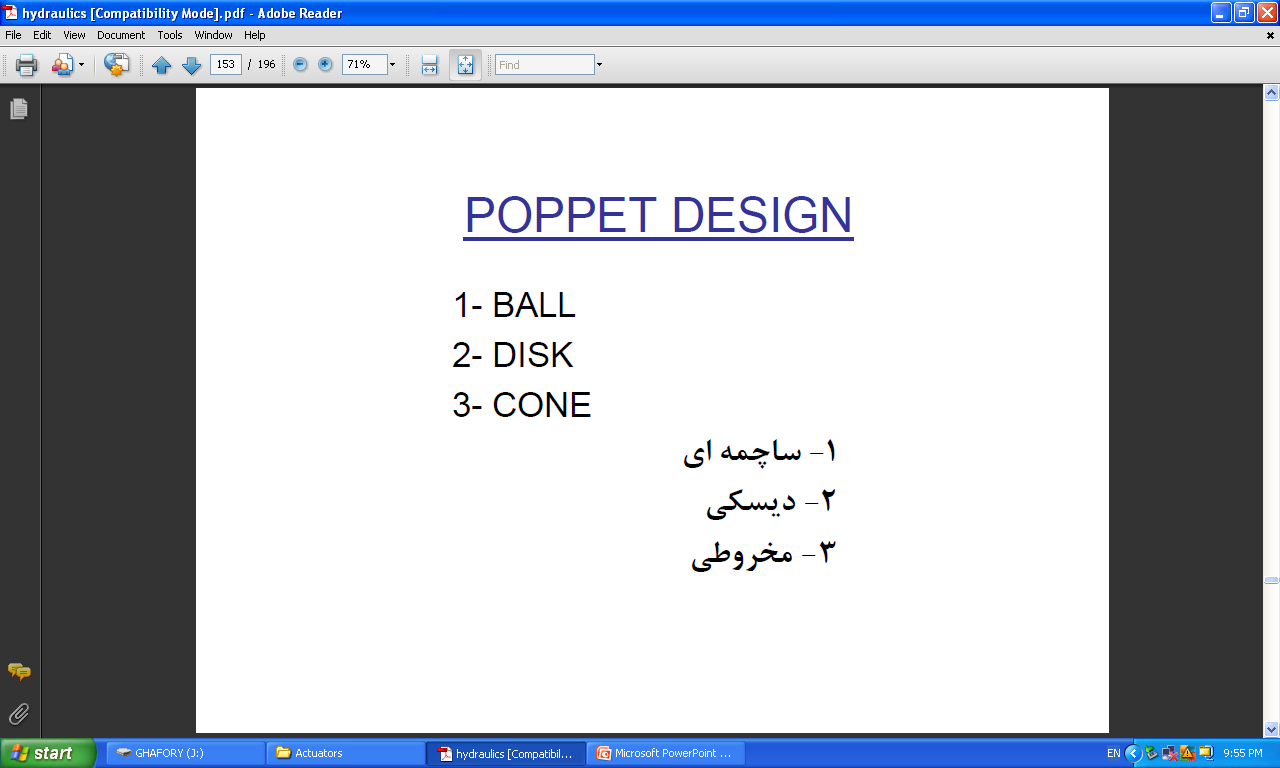 hydraulics [Compatibility Mode].pdf - Adobe Reader
File Edit View Document Tools Window Help
153 / 196 71% Find
POPPET DESIGN
1- BALL
2- DISK
3- CONE
۱- ساچمه ای
۲- دیسکی
۳- مخروطی
start GHAFORY (J:) Actuators hydraulics [Compatibil... Microsoft PowerPoint ... EN 9:55 PM